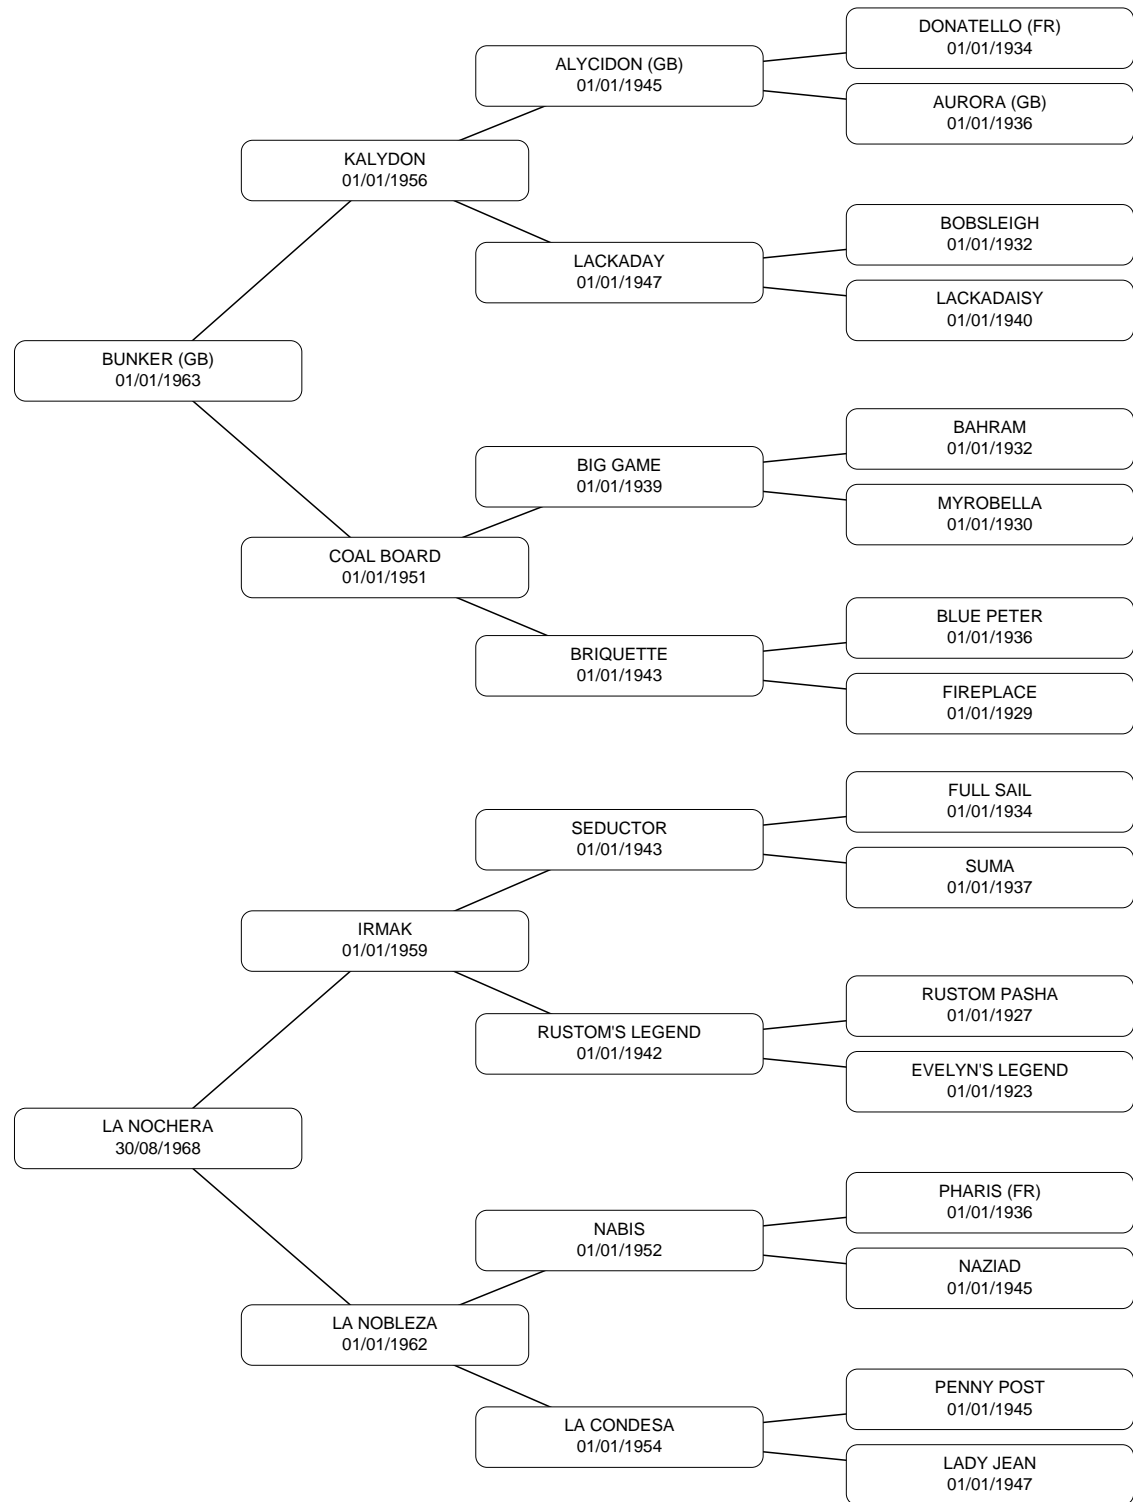 DONATELLO (FR)
01/01/1934
ALYCIDON (GB)
01/01/1945
AURORA (GB)
01/01/1936
KALYDON
01/01/1956
BOBSLEIGH
01/01/1932
LACKADAY
01/01/1947
LACKADAISY
01/01/1940
BUNKER (GB)
01/01/1963
BAHRAM
01/01/1932
BIG GAME
01/01/1939
MYROBELLA
01/01/1930
COAL BOARD
01/01/1951
BLUE PETER
01/01/1936
BRIQUETTE
01/01/1943
FIREPLACE
01/01/1929
FULL SAIL
01/01/1934
SEDUCTOR
01/01/1943
SUMA
01/01/1937
IRMAK
01/01/1959
RUSTOM PASHA
01/01/1927
RUSTOM'S LEGEND
01/01/1942
EVELYN'S LEGEND
01/01/1923
LA NOCHERA
30/08/1968
PHARIS (FR)
01/01/1936
NABIS
01/01/1952
NAZIAD
01/01/1945
LA NOBLEZA
01/01/1962
PENNY POST
01/01/1945
LA CONDESA
01/01/1954
LADY JEAN
01/01/1947